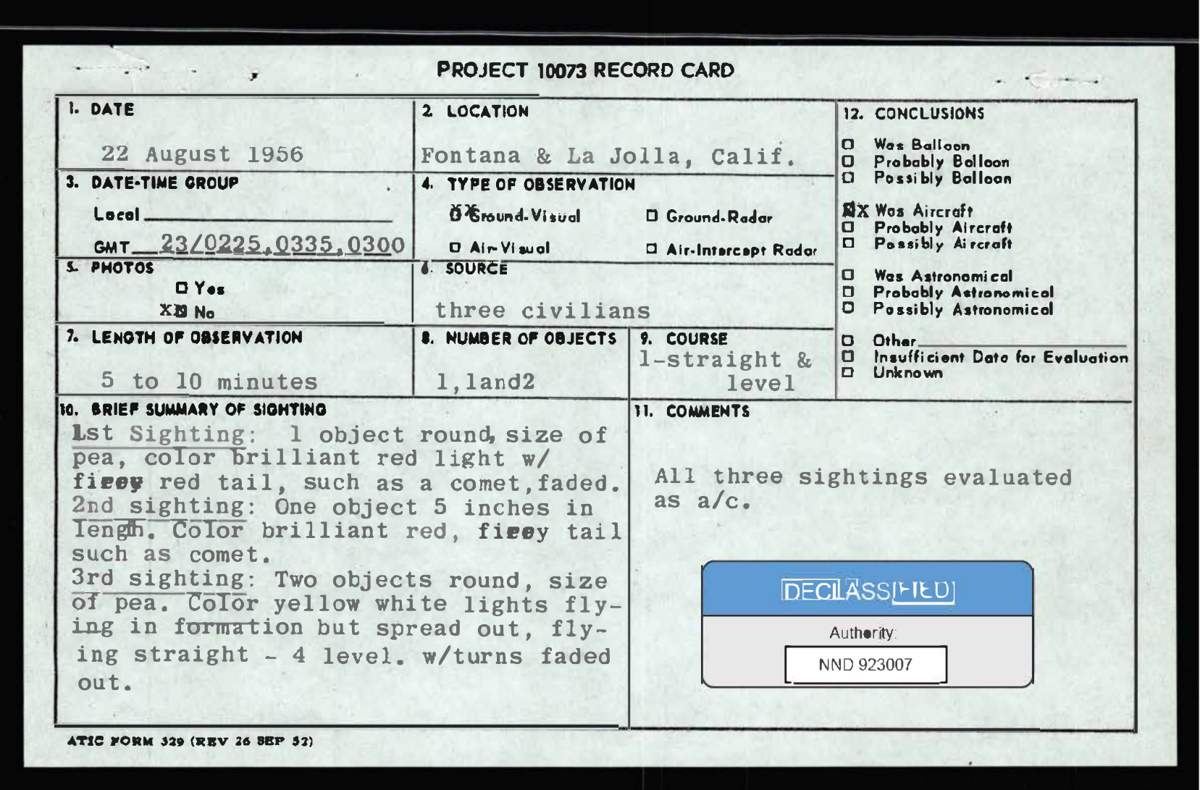 PROJECT 10073 RECORD CARD
1. DATE
22 August 1956
2. LOCATION
Fontana & La Jolla, Calif.
3. DATE-TIME GROUP
Local
GMT 23/0225,0335,0300
4. TYPE OF OBSERVATION
XX Ground-Visual
Ground-Radar
Air-Visual
Air-Intercept Radar
5. PHOTOS
Yes
XX No
6. SOURCE
three civilians
7. LENGTH OF OBSERVATION
5 to 10 minutes
8. NUMBER OF OBJECTS
1,1and2
9. COURSE
1-straight &
level
10. BRIEF SUMMARY OF SIGHTING
1st Sighting: 1 object round, size of
pea, color brilliant red light w/
fieey red tail, such as a comet,faded.
2nd sighting: One object 5 inches in
length. Color brilliant red, fieey tail
such as comet.
3rd sighting: Two objects round, size
of pea. Color yellow white lights fly-
ing in formation but spread out, fly-
ing straight - 4 level. w/turns faded
out.
11. COMMENTS
All three sightings evaluated
as a/c.
12. CONCLUSIONS
Was Balloon
Probably Balloon
Possibly Balloon
XX Was Aircraft
Probably Aircraft
Possibly Aircraft
Was Astronomical
Probably Astronomical
Possibly Astronomical
Other
Insufficient Data for Evaluation
Unknown
DECLASSIFIED
Authority:
NND 923007
ATIC FORM 329 (REV 26 SEP 52)